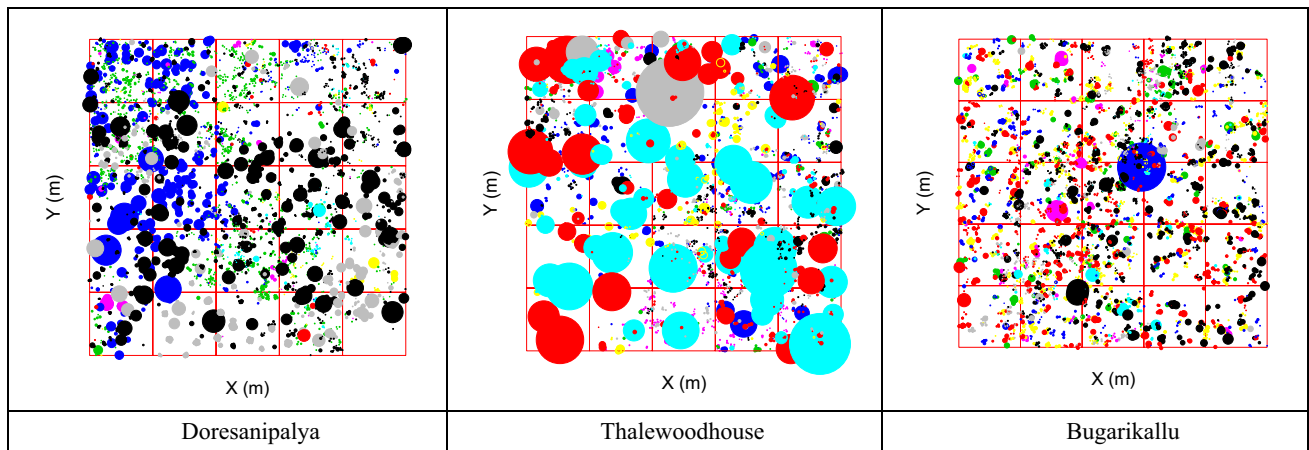 Y (m)
X (m)
Y (m)
X (m)
Y (m)
X (m)
Doresanipalya
Thalewoodhouse
Bugarikallu